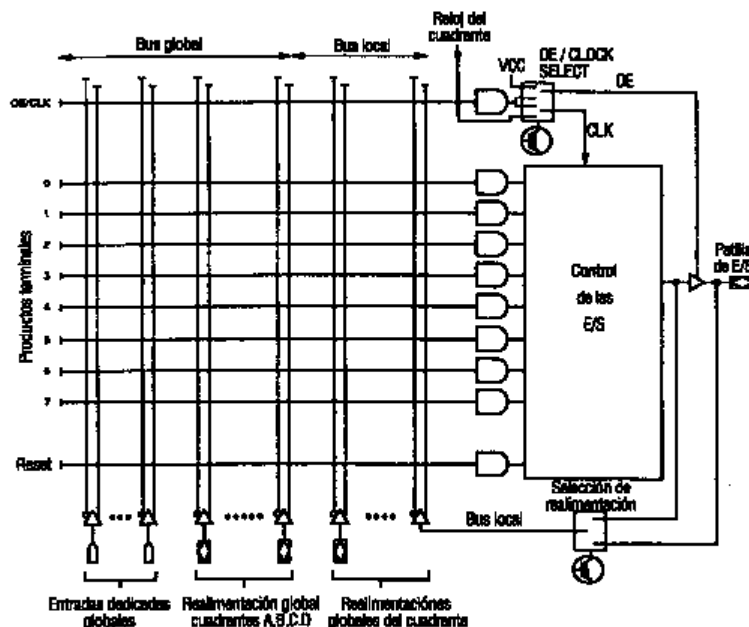 Bus global
Bus local
Reloj del
cuadrante
VCC
OE / CLOCK
SELECT
OE
OE/CLK
CLK
0
1
2
3
4
5
6
7
Productos terminales
Reset
Control
de las
E/S
Patilla
de E/S
Selección de
realimentación
Bus local
Entradas dedicadas
globales
Realimentación global
cuadrantes A,B,C,D
Realimentaciónes
globales del cuadrante